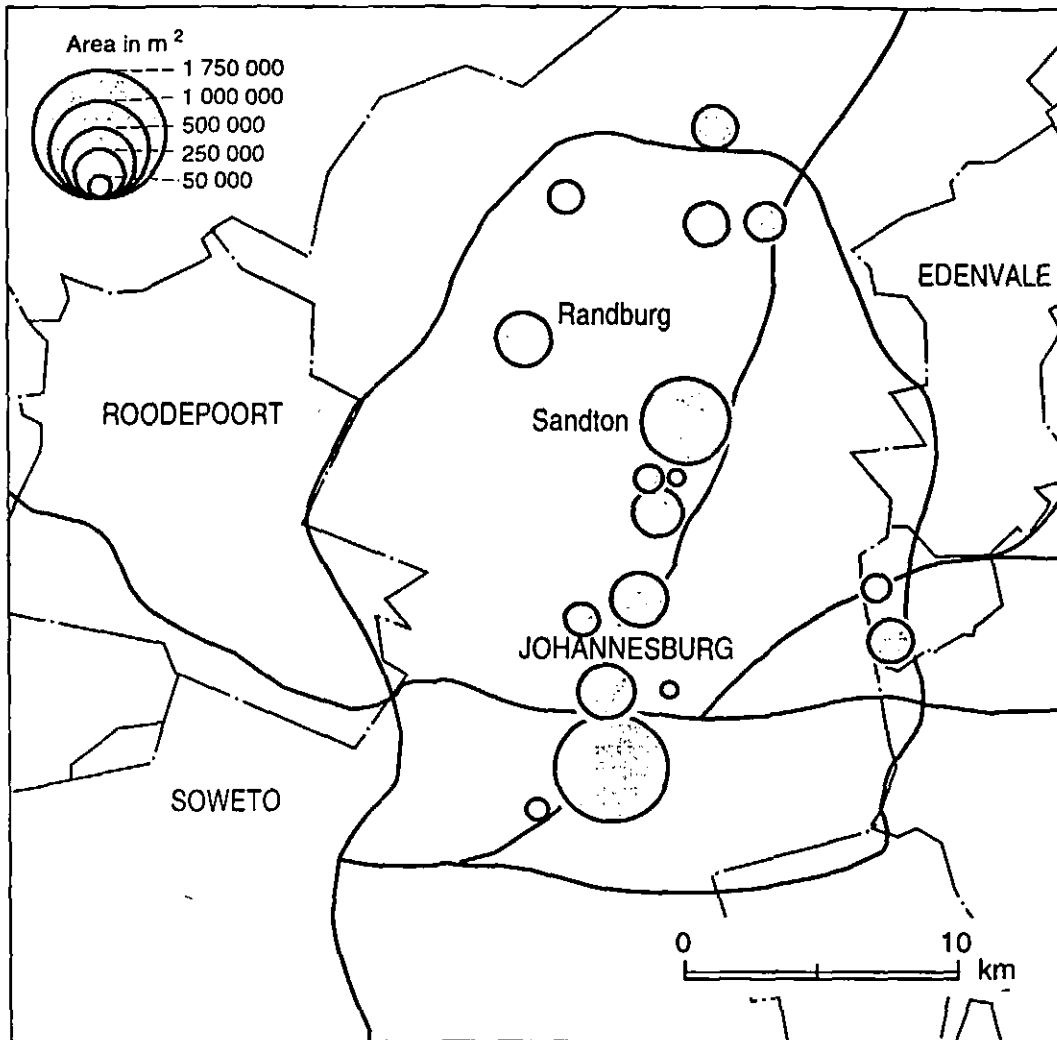 Area in m ²
1 750 000
1 000 000
500 000
250 000
50 000
EDENVALE
Randburg
ROODEPOORT
Sandton
JOHANNESBURG
SOWETO
0 10
km